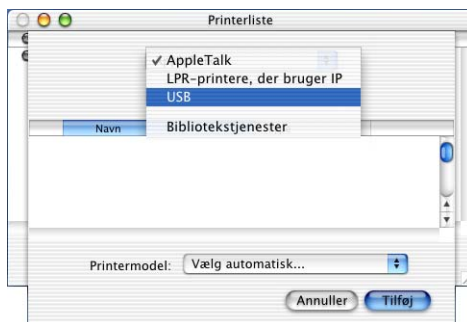 Printerliste
✓ AppleTalk
LPR-printere, der bruger IP
USB
Bibliotekstjenester
Navn
Printermodel: Vælg automatisk...
Annuller Tilføj